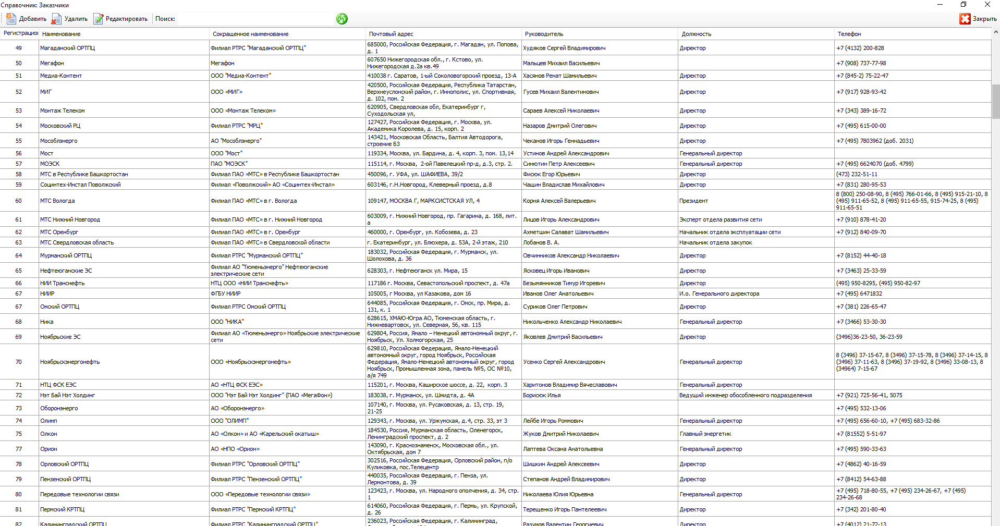 Справочник: Заказчики
Добавить Удалить Редактировать Поиск: Закрыть
Регистрацион Наименование Сокращенное наименование Почтовый адрес Руководитель Должность Телефон
49 Магаданский ОРТПЦ Филиал РТРС "Магаданский ОРТПЦ" 685000, Российская Федерация, г. Магадан, ул. Попова,
д. 1 Худяков Сергей Владимирович Директор +7 (4132) 200-828
50 Мегафон Мегафон 607650 Нижегородская обл., г. Кстово, ул.
Нижегородская д.2а кв.49 Мальцев Михаил Васильевич +7 (908) 737-77-98
51 Медиа-Контент ООО "Медиа-Контент" 410038 г. Саратов, 1-ый Соколовогорский проезд, 13-А Хасянов Ренат Шамильевич Директор +7 (845-2) 75-22-47
52 МИГ ООО «МИГ» 420500, Российская Федерация, Республика Татарстан,
Верхнеуслонский район, г. Иннополис, ул. Спортивная,
д. 102, пом. 2 Гусев Михаил Валентинович Директор +7 (917) 928-93-42
53 Монтаж Телеком ООО «Монтаж Телеком» 620905, Свердловская обл, Екатеринбург г,
Суходольская ул, Сараев Алексей Николаевич Директор +7 (343) 389-16-72
54 Московский РЦ Филиал РТРС "МРЦ" 127427, Российская Федерация, г. Москва, ул.
Академика Королева, д. 15, корп. 2 Назаров Дмитрий Олегович Директор +7 (495) 615-00-00
55 Мособлэнерго АО "Мособлэнерго" 143421, Московская Область, Балтия Автодорога,
строение Б3 Чеканов Игорь Геннадьевич Директор +7 (495) 7803962 (доб. 2031)
56 Мост ООО "Мост" 119334, Москва, ул. Бардина, д. 4, корп. 3, пом. 13,14 Устинов Андрей Александрович Генеральный директор
57 МОЭСК ПАО "МОЭСК" 115114, г. Москва, 2-ой Павелецкий пр-д, д.3, стр. 2. Синютин Петр Алексеевич Генеральный директор +7 (495) 6624070 (доб. 4799)
58 МТС в Республике Башкортостан Филиал ПАО «МТС» в Республике Башкортостан 450096, г. УФА, ул. ШАФИЕВА, 39/2 Фисюк Егор Юрьевич Директор (473) 232-51-11
59 Социнтех-Инстал Поволжский Филиал «Поволжский» АО «Социнтех-Инстал» 603146, г.Н.Новгород, Клеверный проезд, д.8 Чащин Владислав Михайлович Директор +7 (831) 280-95-53
60 МТС Вологда Филиал ПАО «МТС» в г. Вологда 109147, МОСКВА Г, МАРКСИСТСКАЯ УЛ, 4 Корня Алексей Валерьевич Президент 8 (800) 250-08-90, 8 (495) 766-01-66, 8 (495) 915-21-10, 8
(495) 911-65-52, 8 (495) 911-65-55, 915-74-25, 8 (495)
911-65-51
61 МТС Нижний Новгород Филиал ПАО «МТС» в г. Нижний Новгород 603009, г. Нижний Новгород, пр. Гагарина, д. 168, лит.
а Лицов Игорь Александрович Эксперт отдела развития сети +7 (910) 878-41-20
62 МТС Оренбург Филиал ПАО «МТС» в г. Оренбург 460000, г. Оренбург, ул. Кобозева, д. 23 Ахметшин Салават Шамильевич Начальник отдела эксплуатации сети +7 (912) 840-09-70
63 МТС Свердловская область Филиал ПАО «МТС» в Свердловской области г. Екатеринбург, ул. Блюхера, д. 53А, 2-й этаж, 210 Лобанов В. А. Начальник отдела закупок
64 Мурманский ОРТПЦ Филиал РТРС "Мурманский ОРТПЦ" 183032, Российская Федерация, г. Мурманск, ул.
Шолохова, д. 36 Овчинников Александр Николаевич Директор +7 (8152) 44-40-18
65 Нефтеюганские ЭС Филиал АО "Тюменьэнерго" Нефтеюганские
электрические сети 628303, г. Нефтеюганск ул. Мира, 15 Ясковец Игорь Иванович Директор +7 (3463) 25-33-59
66 НИИ Транснефть НТЦ ООО «НИИ Транснефть» 117186 г. Москва, Севастопольский проспект, д. 47а Безымянников Тимур Игоревич Директор (495) 950-8295, (495) 950-82-97
67 НИИР ФГБУ НИИР 105005, г Москва, ул Казакова, дом 16 Иванов Олег Анатольевич И.о. Генерального директора +7 (495) 6471832
67 Омский ОРТПЦ Филиал РТРС Омский ОРТПЦ 644085, Российская Федерация, г. Омск, пр. Мира, д.
131, к. 1 Суриков Олег Петрович Директор +7 (381) 226-65-47
68 Ника ООО "НИКА" 628615, ХМАЮ-Югра АО, Тюменская область, г.
Нижневартовск, ул. Северная, 56, кв. 115 Никольченко Александр Николаевич Генеральный директор +7 (3466) 53-30-30
69 Ноябрьские ЭС Филиал АО «Тюменьэнерго» Ноябрьские электрические
сети 629804, Россия, Ямало – Ненецкий автономный округ, г.
Ноябрьск, Ул. Холмогорская, 25 Яковлев Дмитрий Васильевич Директор (3496)36-23-50, 36-23-59
70 Ноябрьскэнергонефть ООО «Ноябрьскэнергонефть» 629810, Российская Федерация, Ямало-Ненецкий
автономный округ, город Ноябрьск, Российская
Федерация, Ямало-Ненецкий автономный округ, город
Ноябрьск, Промышленная зона, панель №5, ОС №10,
а/я 749 Усенко Сергей Александрович Генеральный директор 8 (3496) 37-15-67, 8 (3496) 37-15-78, 8 (3496) 37-14-15, 8
(3496) 37-11-63, 8 (3496) 37-19-92, 8 (3496) 33-08-13, 8
(34964) 7-15-67
71 НТЦ ФСК ЕЭС АО «НТЦ ФСК ЕЭС» 115201, г. Москва, Каширское шоссе, д. 22, корп. 3 Харитонов Владимир Вячеславович Генеральный директор
72 Нэт Бай Нэт Холдинг ООО "Нэт Бай Нэт Холдинг" (ПАО «МегаФон») 183038, г. Мурманск, ул. Шмидта, д. 4А Борисюк Илья Ведущий инженер обособленного подразделения +7 (921) 725-56-41, 5075
73 Оборонэнерго АО «Оборонэнерго» 107140, г. Москва, ул. Русаковская, д. 13, стр. 19,
21-25 +7 (495) 532-13-06
74 Олимп ООО "ОЛИМП" 129343, г. Москва, ул. Уржумская, д.4, стр. 33, эт 3 Лейбе Игорь Роммович Генеральный директор +7 (495) 656-60-10, +7 (495) 683-32-86
75 Олкон АО «Олкон» и АО «Карельский окатыш» 184530, Россия, Мурманская область, Оленегорск,
Ленинградский проспект, д. 2 Жуков Дмитрий Николаевич Главный энергетик +7 (81552) 5-51-97
77 Орион АО «НПО «Орион» 143090, г. Краснознаменск, Московская обл., ул.
Октябрьская, дом 7 Лаптева Оксана Анатольевна Генеральный директор +7 (495) 590-33-63
78 Орловский ОРТПЦ Филиал РТРС "Орловский ОРТПЦ" 302516, Российская Федерация, Орловский район, п/о
Куликовка, пос.Телецентр Шишкин Андрей Алексеевич Директор +7 (4862) 40-16-59
79 Пензенский ОРТПЦ Филиал РТРС "Пензенский ОРТПЦ" 440035, Российская Федерация, г. Пенза, ул.
Лермонтова, д. 39 Степанов Андрей Владимирович Директор +7 (8412) 54-63-88
80 Передовые технологии связи ООО «Передовые технологии связи» 123423, г. Москва, ул. Народного ополчения, д. 34, стр.
1 Николаева Юлия Юрьевна Генеральный директор +7 (495) 718-80-55, +7 (495) 234-26-67, +7 (495)
234-26-68
81 Пермский КРТПЦ Филиал РТРС "Пермский КРТПЦ" 614060, Российская Федерация, г. Пермь, ул. Крупской,
д. 26 Терещенко Игорь Пантелеевич Директор +7 (342) 201-80-40
82 Калининградский ОРТПЦ Филиал РТРС "Калининградский ОРТПЦ" 236023, Российская Федерация, г. Калининград, Разумов Валентин Георгиевич Директор +7 (4012) 21-72-13